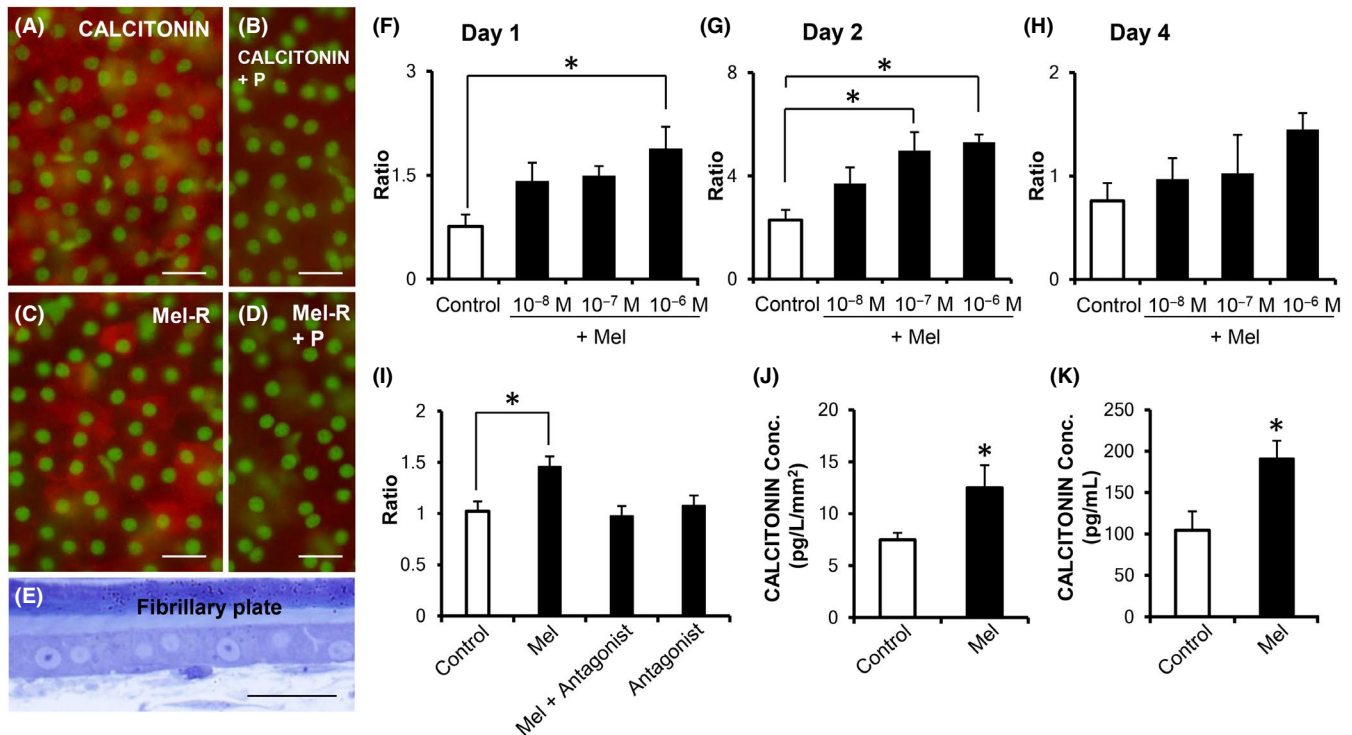 (A) CALCITONIN
(B) CALCITONIN
+ P
(C) Mel-R
(D) Mel-R
+ P
(E) Fibrillary plate
(F) Day 1
*
Ratio
3
1.5
0
Control 10⁻⁸ M 10⁻⁷ M 10⁻⁶ M
+ Mel
(G) Day 2
*
*
Ratio
8
4
0
Control 10⁻⁸ M 10⁻⁷ M 10⁻⁶ M
+ Mel
(H) Day 4
Ratio
2
1
0
Control 10⁻⁸ M 10⁻⁷ M 10⁻⁶ M
+ Mel
(I)
*
Ratio
2
1.5
1
0.5
0
Control
Mel
Mel + Antagonist
Antagonist
(J)
*
CALCITONIN Conc.
(pg/L/mm²)
20
15
10
5
0
Control
Mel
(K)
*
CALCITONIN Conc.
(pg/mL)
250
200
150
100
50
0
Control
Mel